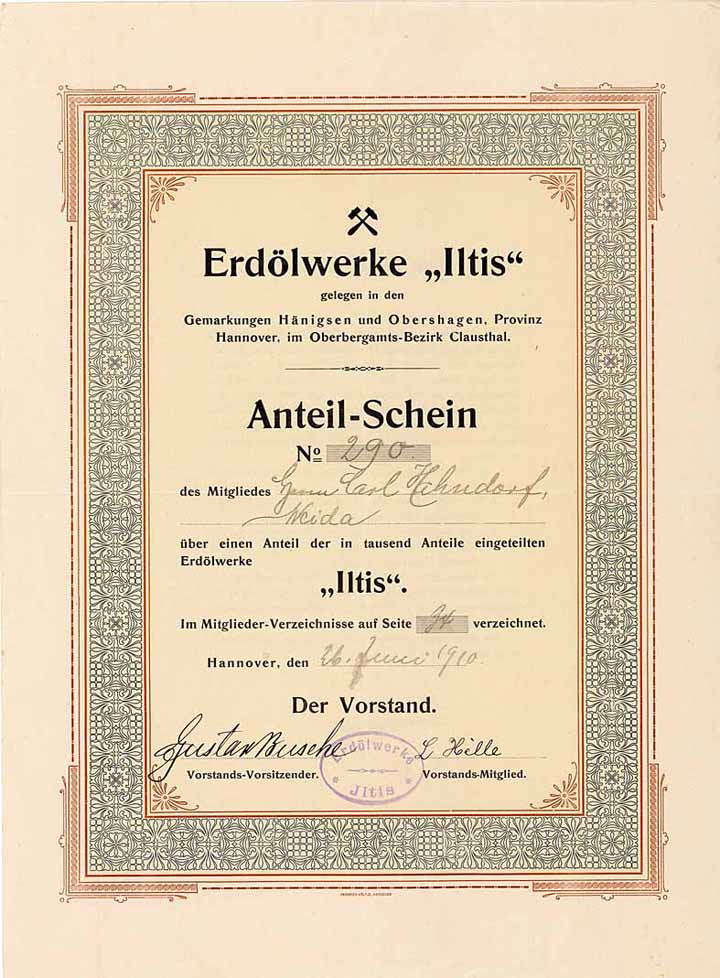 Erdölwerke „Iltis“
gelegen in den
Gemarkungen Hänigsen und Obershagen, Provinz
Hannover, im Oberbergamts-Bezirk Clausthal.
Anteil-Schein
No 290.
des Mitgliedes Herrn Carl Hehndorf,
Weida
über einen Anteil der in tausend Anteile eingeteilten
Erdölwerke
„Iltis“.
Im Mitglieder-Verzeichnisse auf Seite verzeichnet.
Hannover, den 26. Juni 1910.
Der Vorstand.
Gustav Busche
L Hille
Erdölwerke
Jltis
Vorstands-Vorsitzender.
Vorstands-Mitglied.